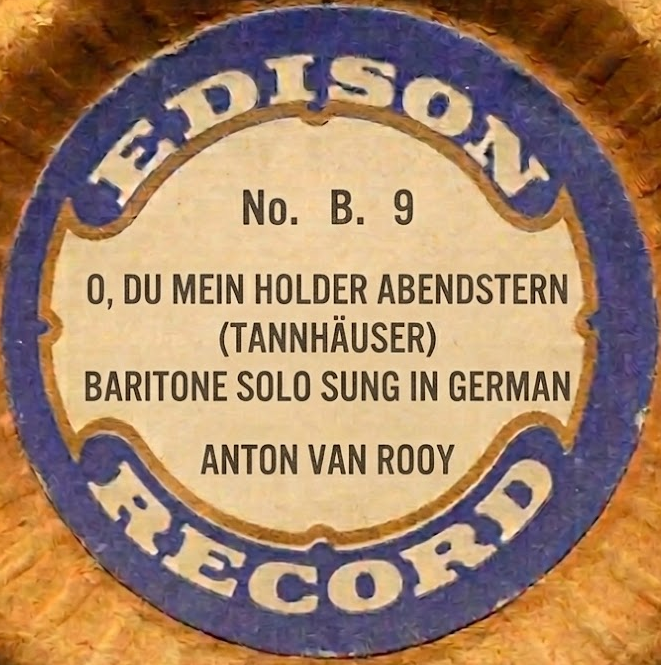 EDISON
No. B. 9
O, DU MEIN HOLDER ABENDSTERN
(TANNHÄUSER)
BARITONE SOLO SUNG IN GERMAN
ANTON VAN ROOY
RECORD